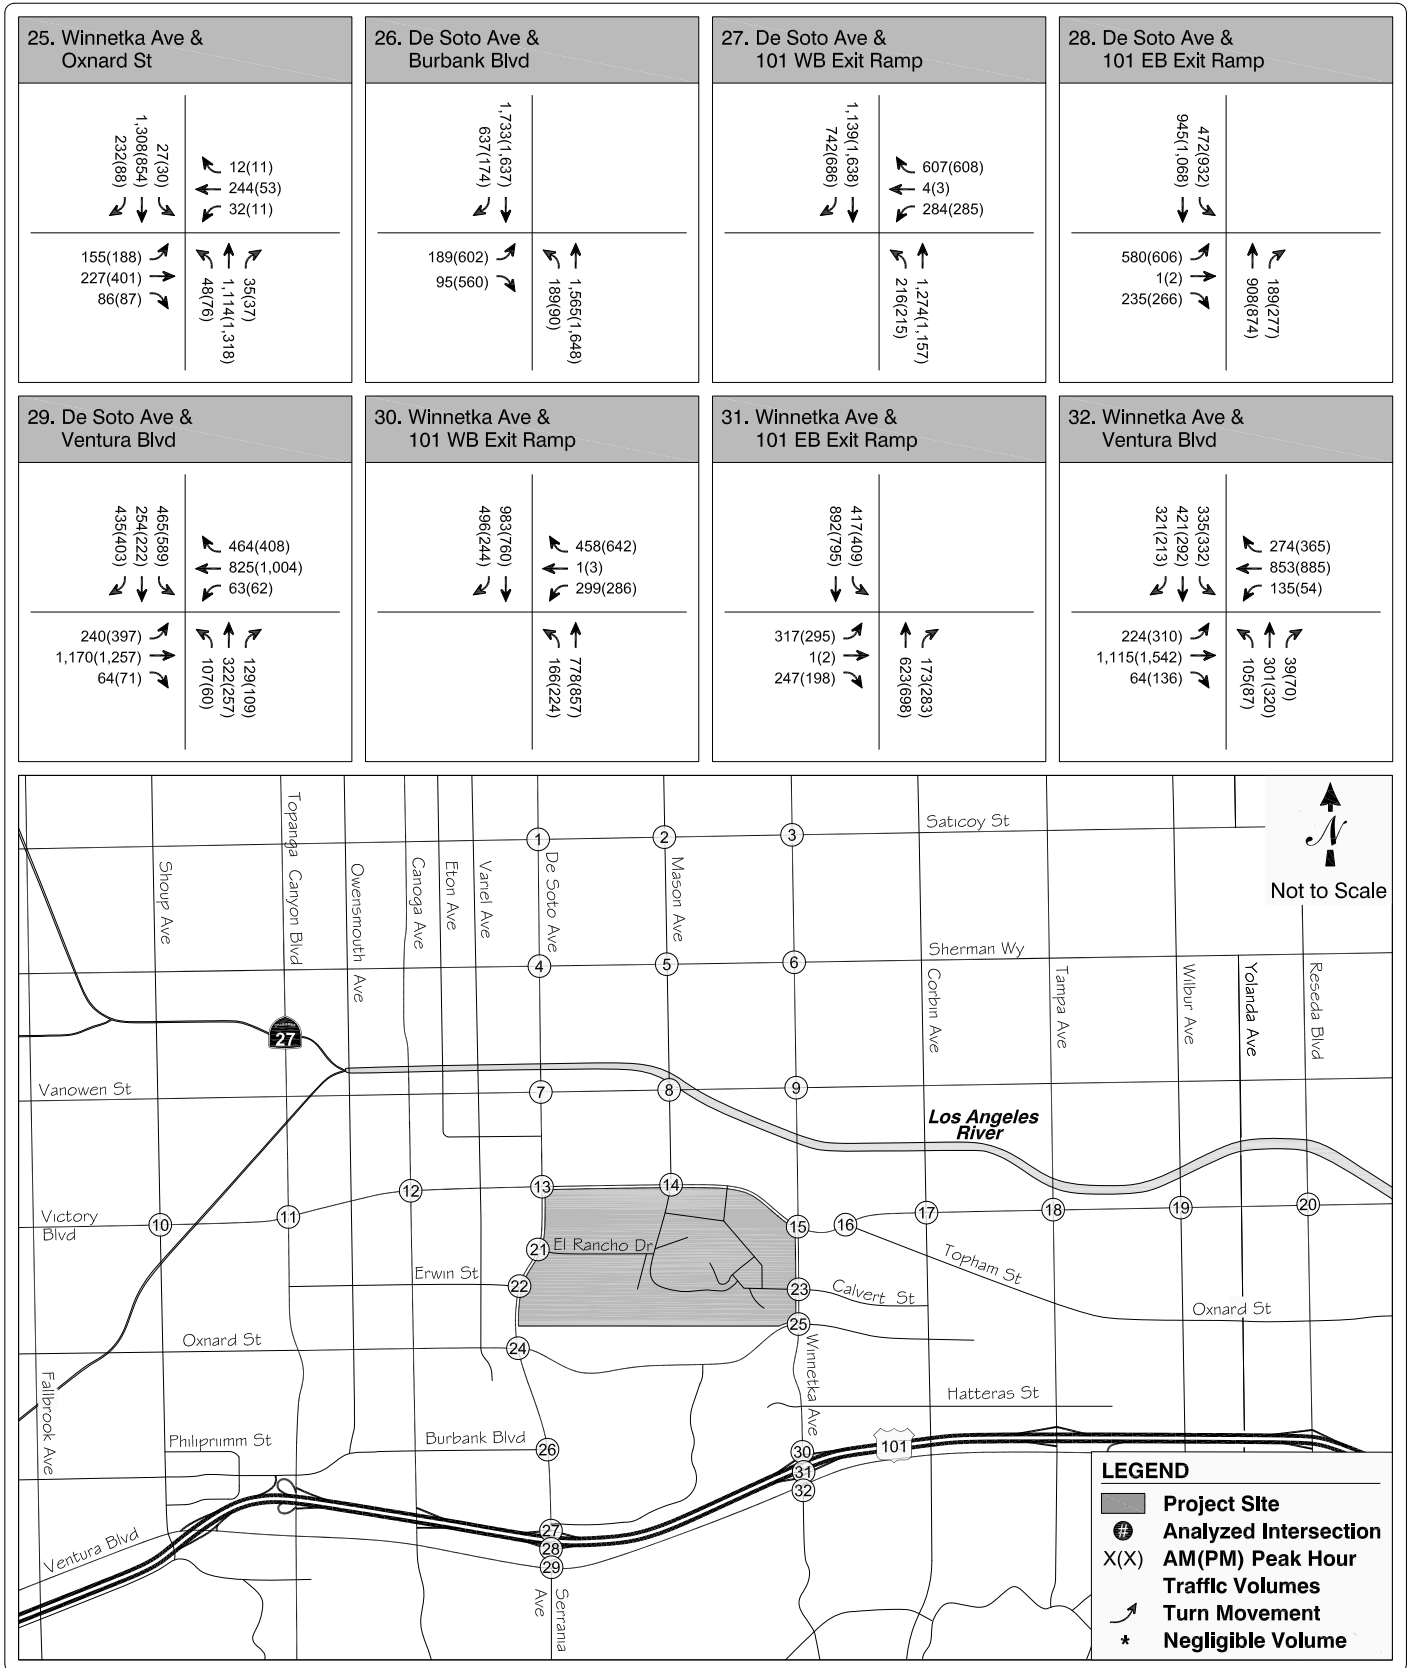 25. Winnetka Ave &
Oxnard St
232(88)
1,308(854)
27(30)
12(11)
244(53)
32(11)
155(188)
227(401)
86(87)
48(76)
1,114(1,318)
35(37)
26. De Soto Ave &
Burbank Blvd
637(174)
1,733(1,637)
189(602)
95(560)
189(90)
1,565(1,648)
27. De Soto Ave &
101 WB Exit Ramp
742(686)
1,139(1,638)
607(608)
4(3)
284(285)
216(215)
1,274(1,157)
28. De Soto Ave &
101 EB Exit Ramp
945(1,068)
472(932)
580(606)
1(2)
235(266)
908(874)
189(277)
29. De Soto Ave &
Ventura Blvd
435(403)
254(222)
465(589)
464(408)
825(1,004)
63(62)
240(397)
1,170(1,257)
64(71)
107(60)
322(257)
129(109)
30. Winnetka Ave &
101 WB Exit Ramp
496(244)
983(760)
458(642)
1(3)
299(286)
166(224)
778(857)
31. Winnetka Ave &
101 EB Exit Ramp
892(795)
417(409)
317(295)
1(2)
247(198)
623(698)
173(283)
32. Winnetka Ave &
Ventura Blvd
321(213)
421(292)
335(332)
274(365)
853(885)
135(54)
224(310)
1,115(1,542)
64(136)
105(87)
301(320)
39(70)
N
Not to Scale
Saticoy St
1
2
3
Shoup Ave
Topanga Canyon Blvd
Owensmouth Ave
Canoga Ave
Eton Ave
Variel Ave
De Soto Ave
Mason Ave
Sherman Wy
4
5
6
Corbin Ave
Tampa Ave
Wilbur Ave
Yolanda Ave
Reseda Blvd
27
Vanowen St
7
8
9
Los Angeles
River
Victory
Blvd
10
11
12
13
14
15
16
17
18
19
20
21
El Rancho Dr
Erwin St
22
23
Calvert St
Topham St
Oxnard St
Oxnard St
24
25
Winnetka Ave
Hatteras St
Fallbrook Ave
Philiprimm St
Burbank Blvd
26
30
31
32
101
Ventura Blvd
27
28
29
Serrania
Ave
LEGEND
Project Site
# Analyzed Intersection
X(X) AM(PM) Peak Hour
Traffic Volumes
Turn Movement
* Negligible Volume